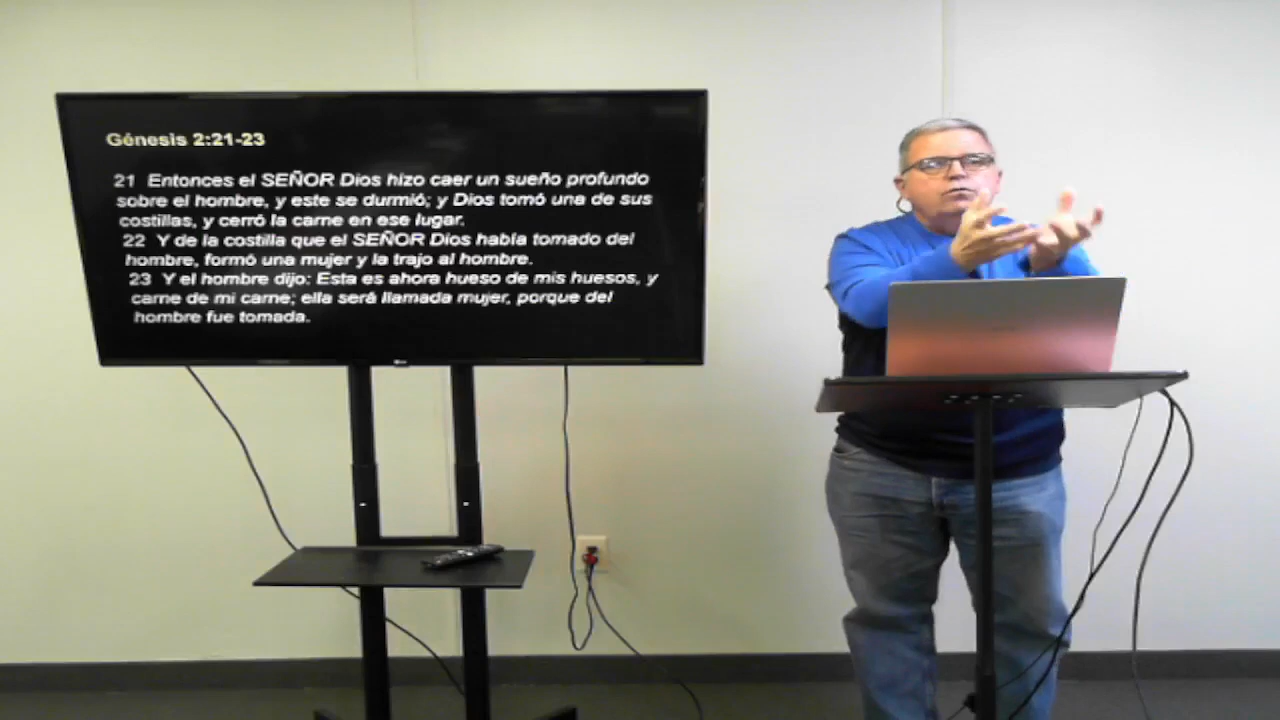 Génesis 2:21-23
21 Entonces el SEÑOR Dios hizo caer un sueño profundo
sobre el hombre, y este se durmió; y Dios tomó una de sus
costillas, y cerró la carne en ese lugar.
22 Y de la costilla que el SEÑOR Dios había tomado del
hombre, formó una mujer y la trajo al hombre.
23 Y el hombre dijo: Esta es ahora hueso de mis huesos, y
carne de mi carne; ella será llamada mujer, porque del
hombre fue tomada.